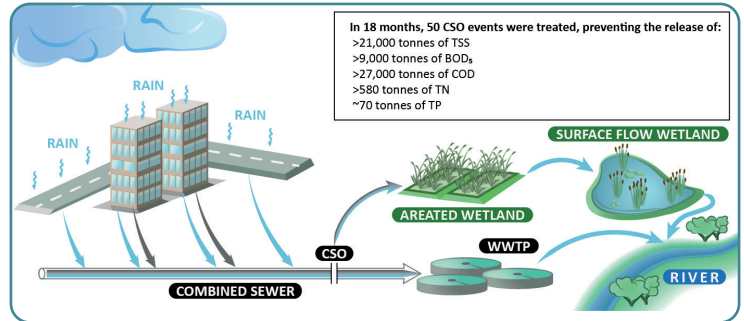 In 18 months, 50 CSO events were treated, preventing the release of:
>21,000 tonnes of TSS
>9,000 tonnes of BOD₅
>27,000 tonnes of COD
>580 tonnes of TN
~70 tonnes of TP
RAIN
RAIN
RAIN
SURFACE FLOW WETLAND
AREATED WETLAND
CSO
WWTP
COMBINED SEWER
RIVER